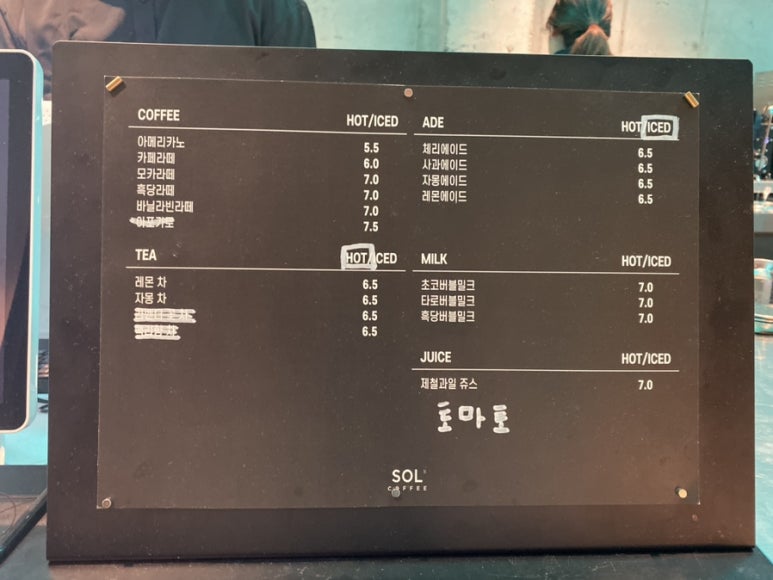 COFFEE HOT/ICED
아메리카노 5.5
카페라떼 6.0
모카라떼 7.0
흑당라떼 7.0
바닐라빈라떼 7.0
아포가토 7.5
TEA HOT/ICED
레몬 차 6.5
자몽 차 6.5
6.5
6.5
ADE HOT/ICED
체리에이드 6.5
사과에이드 6.5
자몽에이드 6.5
레몬에이드 6.5
MILK HOT/ICED
초코버블밀크 7.0
타로버블밀크 7.0
흑당버블밀크 7.0
JUICE HOT/ICED
제철과일 쥬스 7.0
토마토
SOL
COFFEE